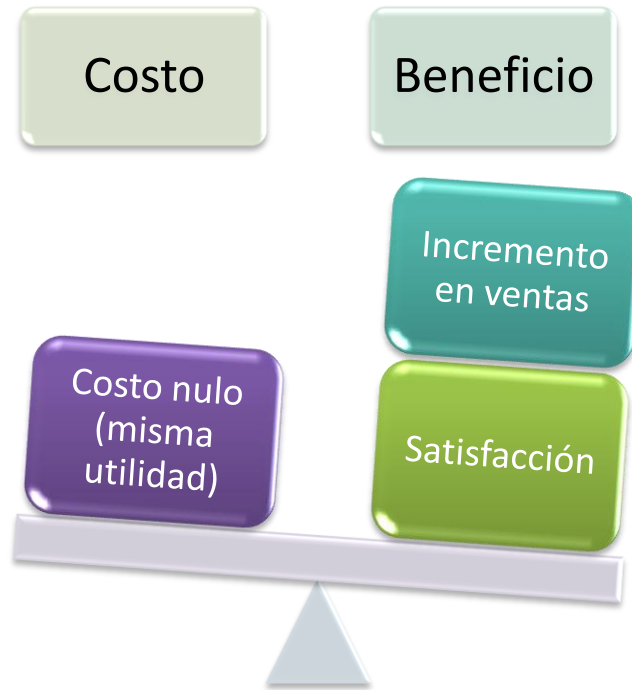 Costo
Beneficio
Incremento
en ventas
Costo nulo
(misma
utilidad)
Satisfacción